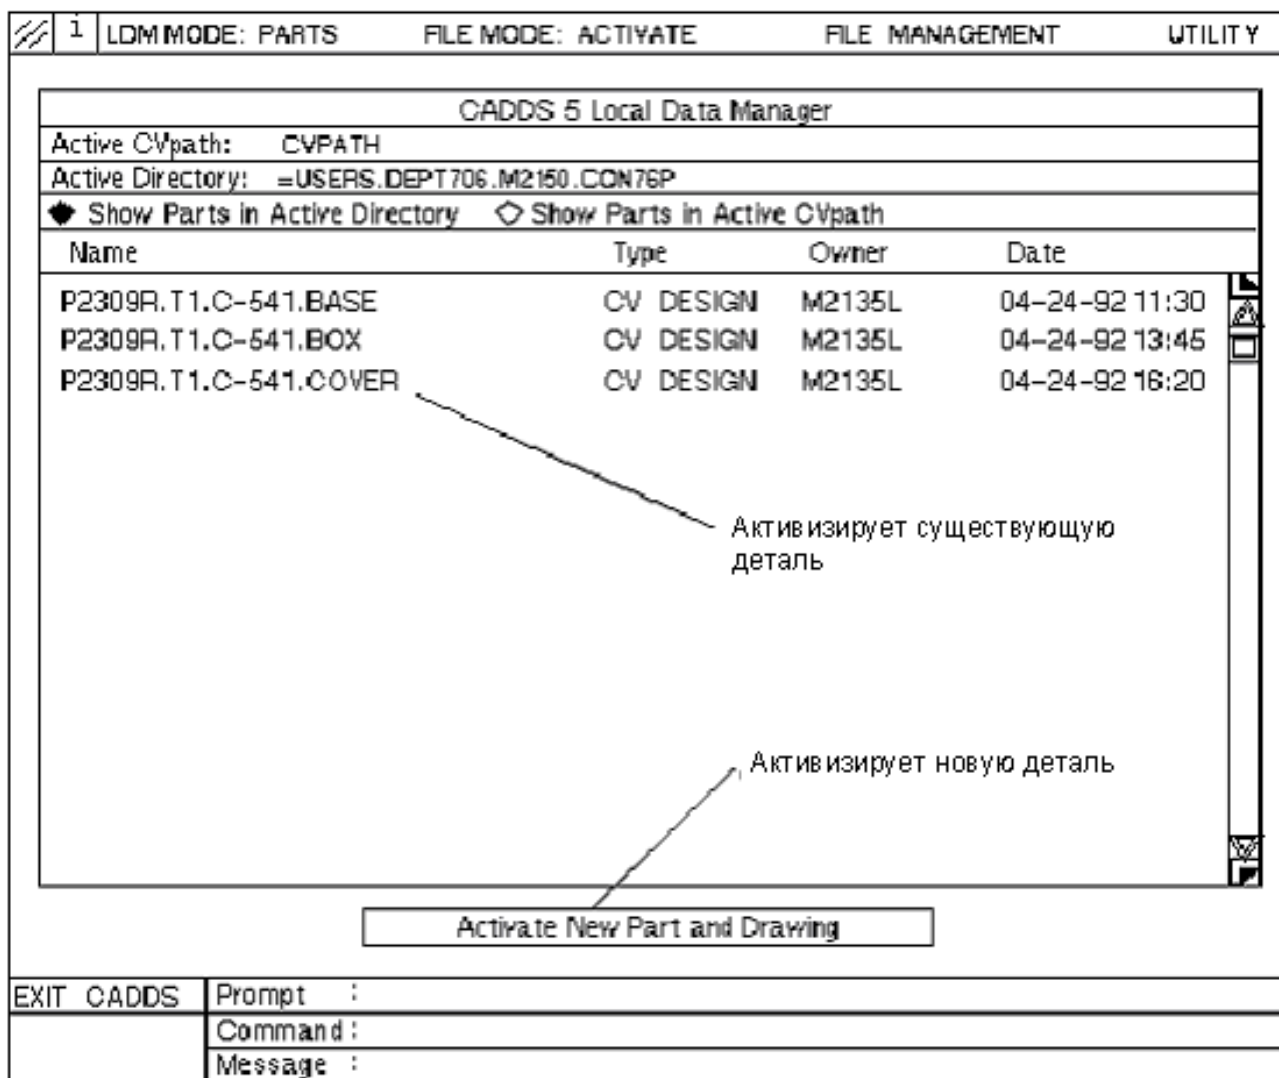 i LDM MODE: PARTS FILE MODE: ACTIVATE FILE MANAGEMENT UTILITY
CADDS 5 Local Data Manager
Active CVpath: CVPATH
Active Directory: =USERS.DEPT706.M2150.CON76P
Show Parts in Active Directory Show Parts in Active CVpath
Name Type Owner Date
P2309R.T1.C-541.BASE CV DESIGN M2135L 04-24-92 11:30
P2309R.T1.C-541.BOX CV DESIGN M2135L 04-24-92 13:45
P2309R.T1.C-541.COVER CV DESIGN M2135L 04-24-92 16:20
Активизирует существующую
деталь
Активизирует новую деталь
Activate New Part and Drawing
EXIT CADDS Prompt :
Command :
Message :